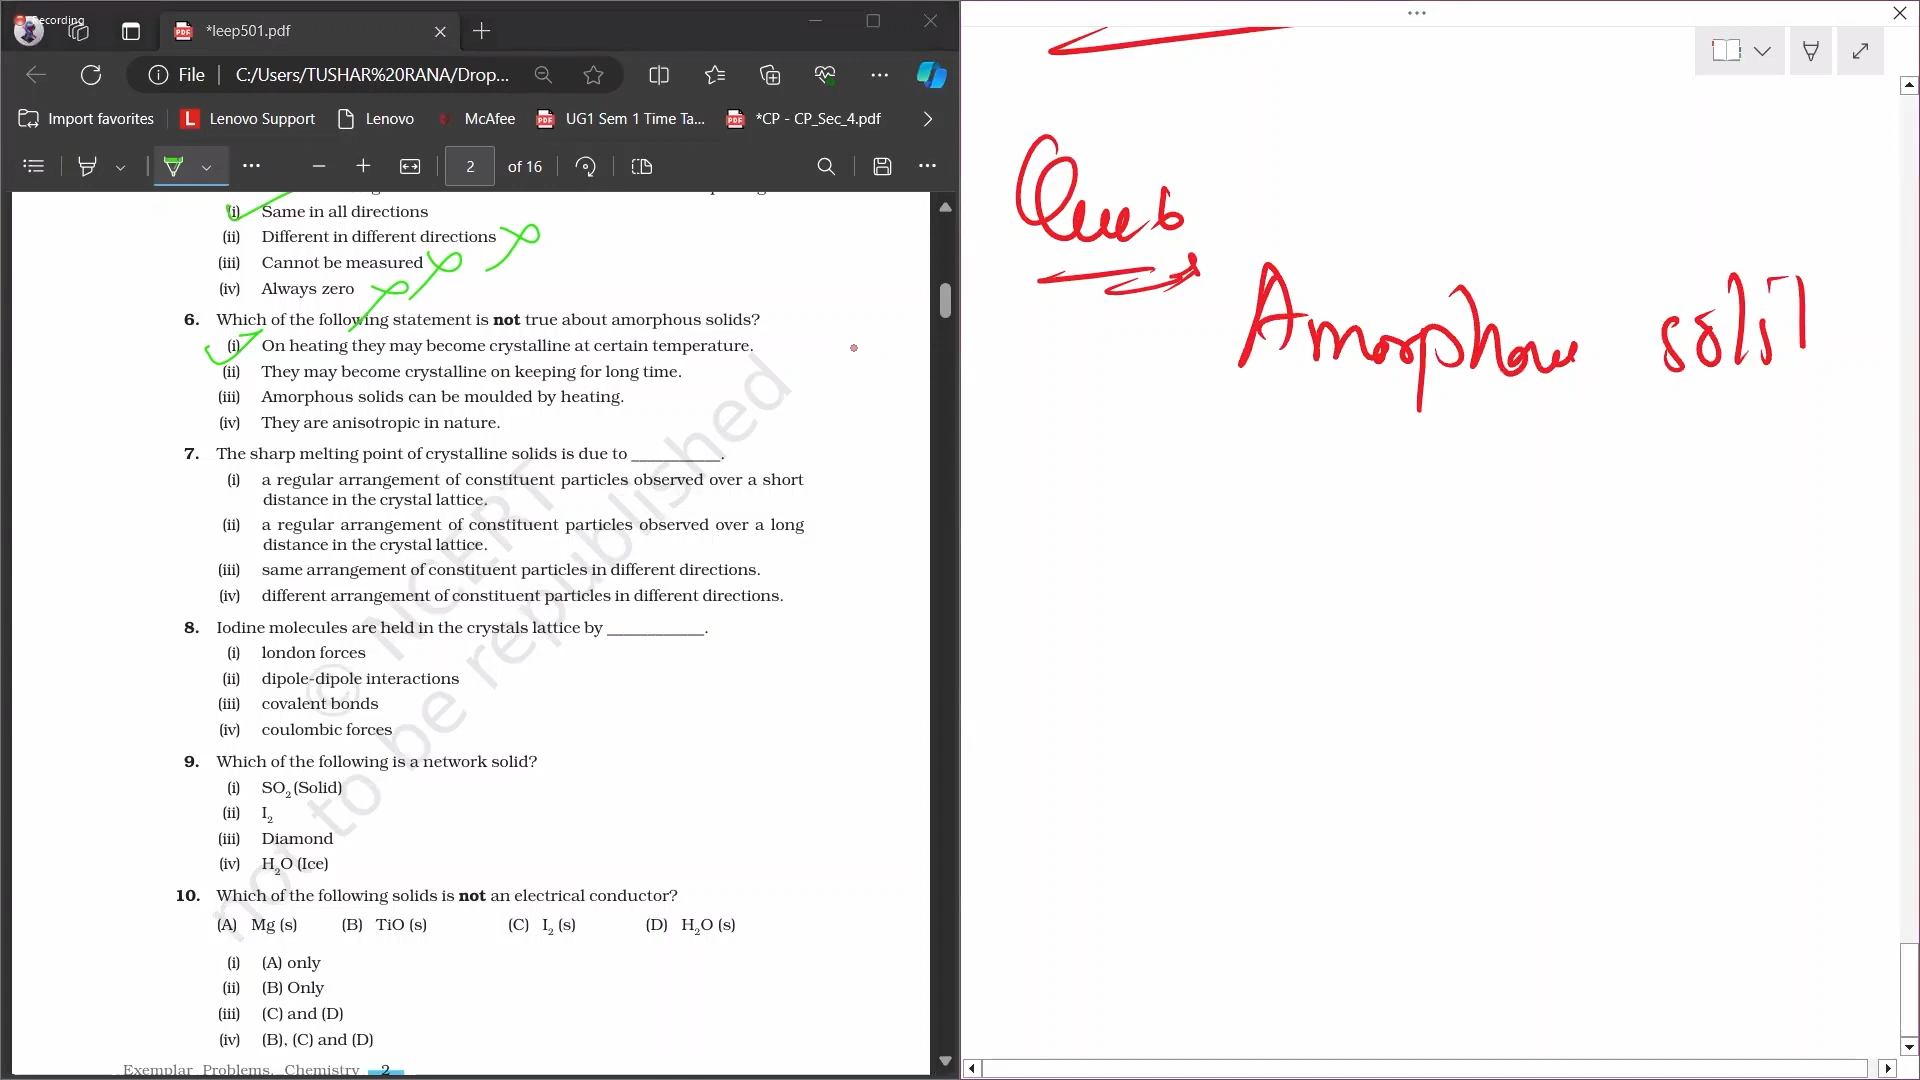 Recording
*leep501.pdf
File
C:/Users/TUSHAR%20RANA/Drop...
Import favorites
Lenovo Support
Lenovo
McAfee
UG1 Sem 1 Time Ta...
*CP - CP_Sec_4.pdf
2 of 16
(i) Same in all directions
(ii) Different in different directions
(iii) Cannot be measured
(iv) Always zero
6. Which of the following statement is not true about amorphous solids?
(i) On heating they may become crystalline at certain temperature.
(ii) They may become crystalline on keeping for long time.
(iii) Amorphous solids can be moulded by heating.
(iv) They are anisotropic in nature.
7. The sharp melting point of crystalline solids is due to ___________.
(i) a regular arrangement of constituent particles observed over a short
distance in the crystal lattice.
(ii) a regular arrangement of constituent particles observed over a long
distance in the crystal lattice.
(iii) same arrangement of constituent particles in different directions.
(iv) different arrangement of constituent particles in different directions.
8. Iodine molecules are held in the crystals lattice by ____________.
(i) london forces
(ii) dipole-dipole interactions
(iii) covalent bonds
(iv) coulombic forces
9. Which of the following is a network solid?
(i) SO₂ (Solid)
(ii) I₂
(iii) Diamond
(iv) H₂O (Ice)
10. Which of the following solids is not an electrical conductor?
(A) Mg (s) (B) TiO (s) (C) I₂ (s) (D) H₂O (s)
(i) (A) only
(ii) (B) Only
(iii) (C) and (D)
(iv) (B), (C) and (D)
Exemplar Problems, Chemistry 2
© NCERT
not to be republished
6
Amorphous